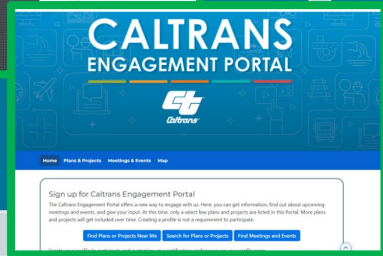 CALTRANS
ENGAGEMENT PORTAL
Caltrans
Home Plans & Projects Meetings & Events Map
Sign up for Caltrans Engagement Portal
The Caltrans Engagement Portal offers a new way to engage with us. Here, you can get information, find out about upcoming
meetings and events, and give your input. At this time, only a select few plans and projects are listed in this Portal. More plans
and projects will get included over time. Creating a profile is not a requirement to participate.
Find Plans or Projects Near Me Search for Plans or Projects Find Meetings and Events